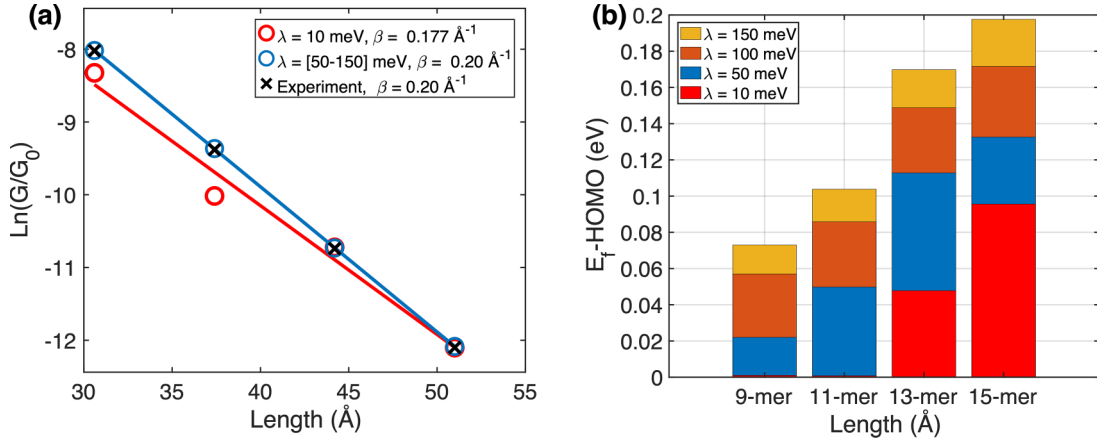 (a)
λ = 10 meV, β = 0.177 Å⁻¹
λ = [50-150] meV, β = 0.20 Å⁻¹
Experiment, β = 0.20 Å⁻¹
Ln(G/G₀)
-8
-9
-10
-11
-12
30 35 40 45 50 55
Length (Å)
(b)
λ = 150 meV
λ = 100 meV
λ = 50 meV
λ = 10 meV
E_f-HOMO (eV)
0.2
0.18
0.16
0.14
0.12
0.1
0.08
0.06
0.04
0.02
0
9-mer 11-mer 13-mer 15-mer
Length (Å)